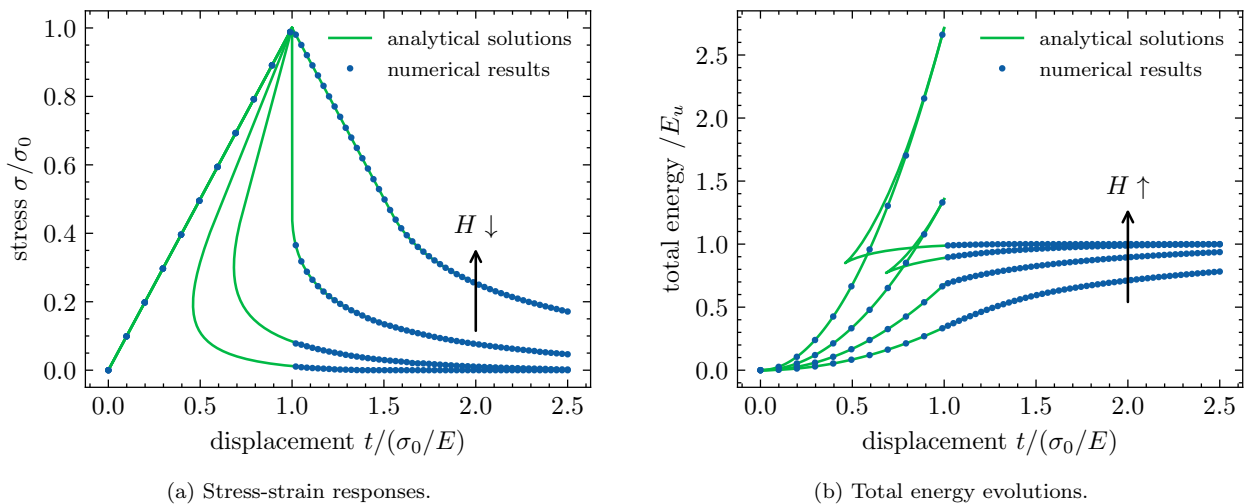 analytical solutions
numerical results
stress σ/σ₀
1.0
0.8
0.6
0.4
0.2
0.0
H ↓
0.0 0.5 1.0 1.5 2.0 2.5
displacement t/(σ₀/E)
(a) Stress-strain responses.
analytical solutions
numerical results
total energy /Eᵤ
2.5
2.0
1.5
1.0
0.5
0.0
H ↑
0.0 0.5 1.0 1.5 2.0 2.5
displacement t/(σ₀/E)
(b) Total energy evolutions.